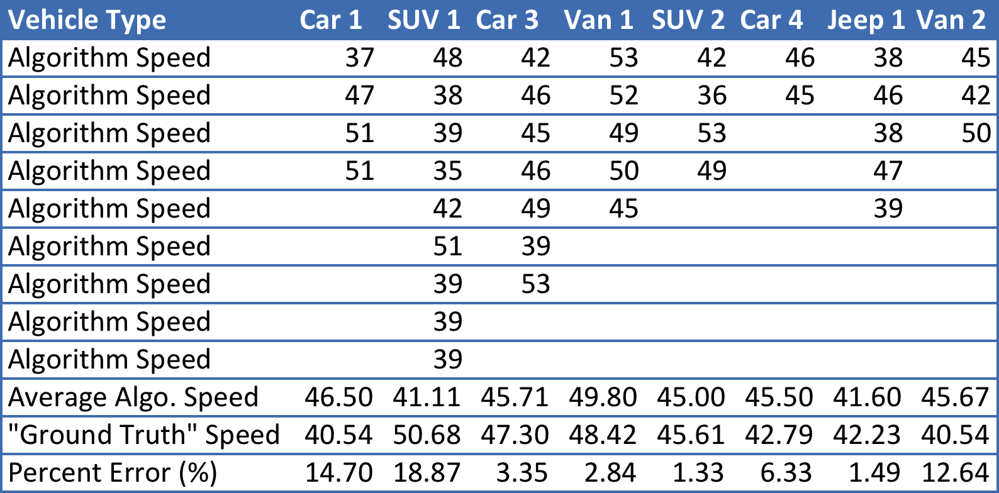 Vehicle Type Car 1 SUV 1 Car 3 Van 1 SUV 2 Car 4 Jeep 1 Van 2
Algorithm Speed 37 48 42 53 42 46 38 45
Algorithm Speed 47 38 46 52 36 45 46 42
Algorithm Speed 51 39 45 49 53 38 50
Algorithm Speed 51 35 46 50 49 47
Algorithm Speed 42 49 45 39
Algorithm Speed 51 39
Algorithm Speed 39 53
Algorithm Speed 39
Algorithm Speed 39
Average Algo. Speed 46.50 41.11 45.71 49.80 45.00 45.50 41.60 45.67
"Ground Truth" Speed 40.54 50.68 47.30 48.42 45.61 42.79 42.23 40.54
Percent Error (%) 14.70 18.87 3.35 2.84 1.33 6.33 1.49 12.64